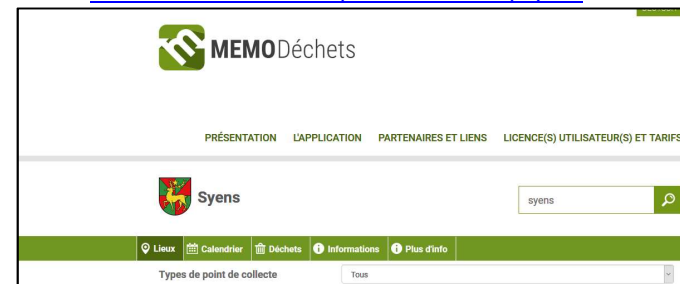 MEMODéchets
PRÉSENTATION L'APPLICATION PARTENAIRES ET LIENS LICENCE(S) UTILISATEUR(S) ET TARIFS
Syens syens
Lieux Calendrier Déchets Informations Plus d'info
Types de point de collecte Tous